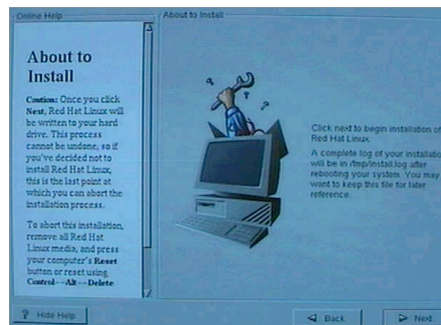 Online Help
About to
Install
Caution: Once you click
Next, Red Hat Linux will
be written to your hard
drive. This process
cannot be undone, so if
you've decided not to
install Red Hat Linux,
this is the last point at
which you can abort the
installation process.
To abort this installation,
remove all Red Hat
Linux media, and press
your computer's Reset
button or reset using
Control--Alt--Delete
? Hide Help
About to Install
? ? ?
Click next to begin installation of
Red Hat Linux.
A complete log of your installation
will be in /tmp/install.log after
rebooting your system. You may
want to keep this file for later
reference.
Back
Next